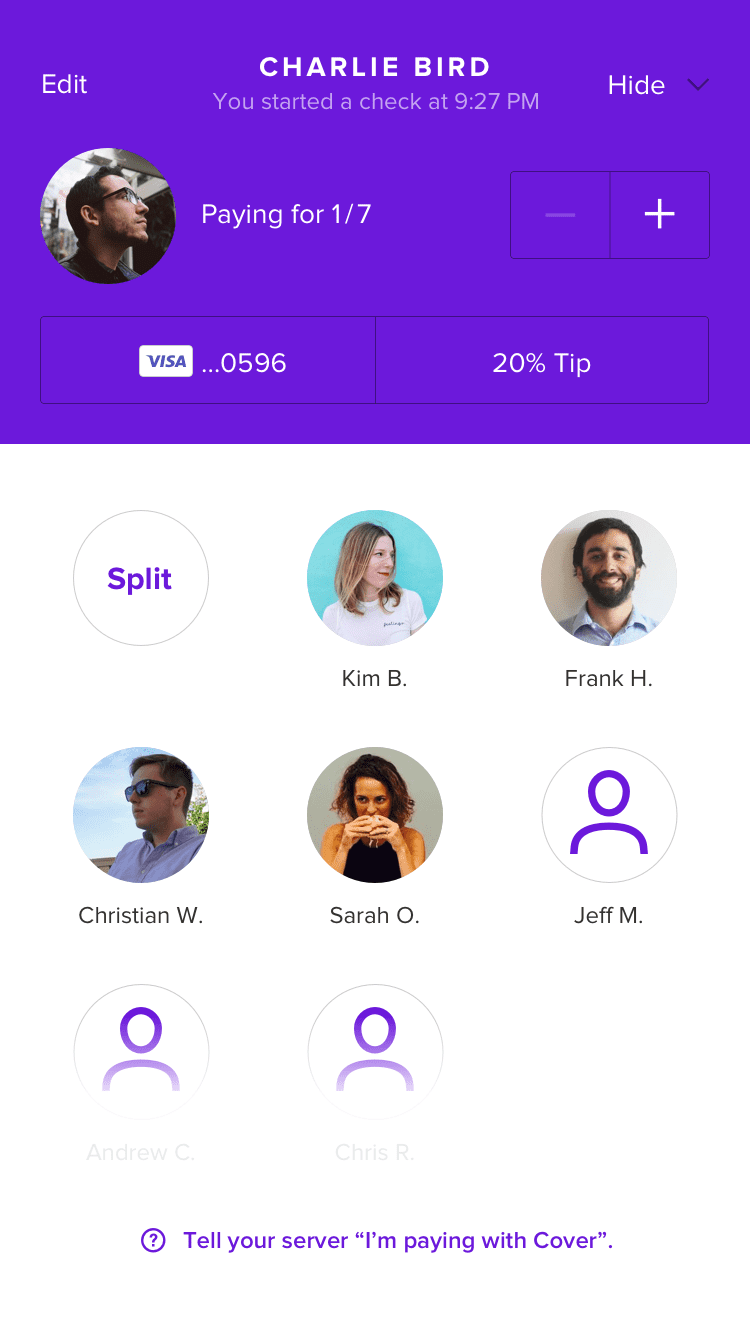 Edit
CHARLIE BIRD
You started a check at 9:27 PM
Hide
Paying for 1/7
VISA ...0596
20% Tip
Split
Kim B.
Frank H.
Christian W.
Sarah O.
Jeff M.
Andrew C.
Chris R.
? Tell your server “I’m paying with Cover”.